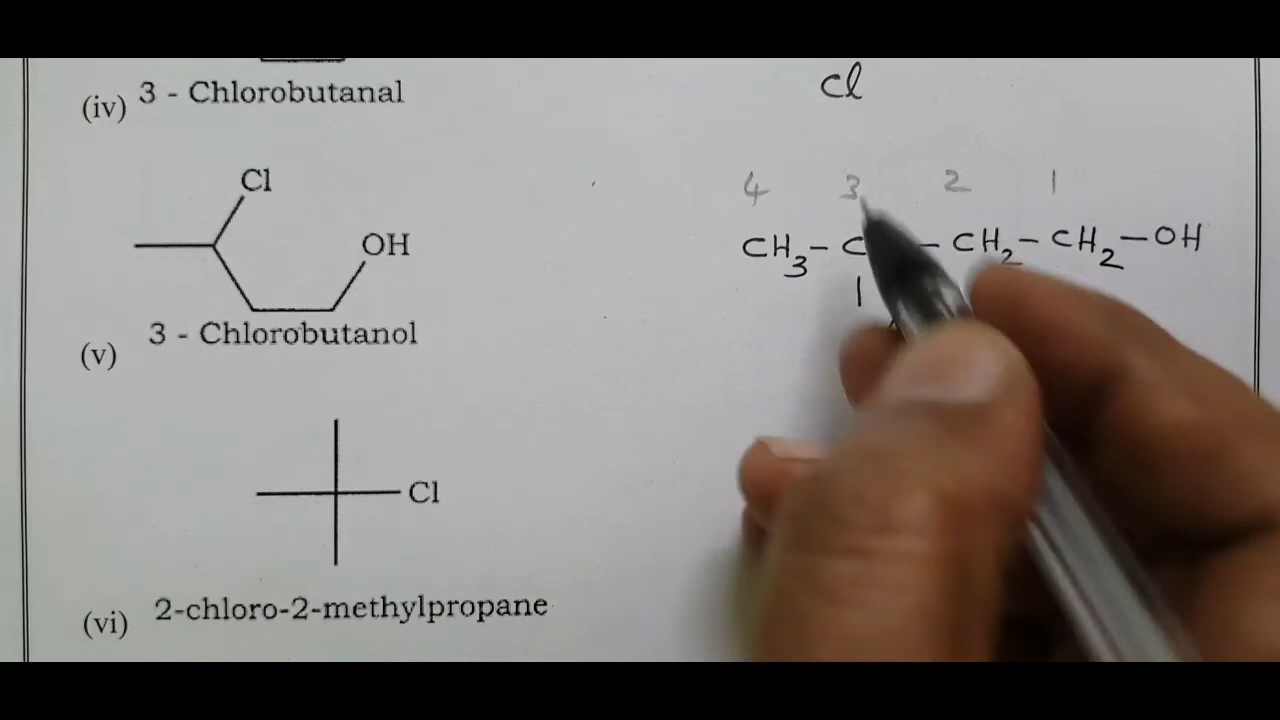 (iv) 3 - Chlorobutanal
Cl
4 3 2 1
CH3 – C – CH2 – CH2 – OH
Cl
OH
(v) 3 - Chlorobutanol
Cl
(vi) 2-chloro-2-methylpropane